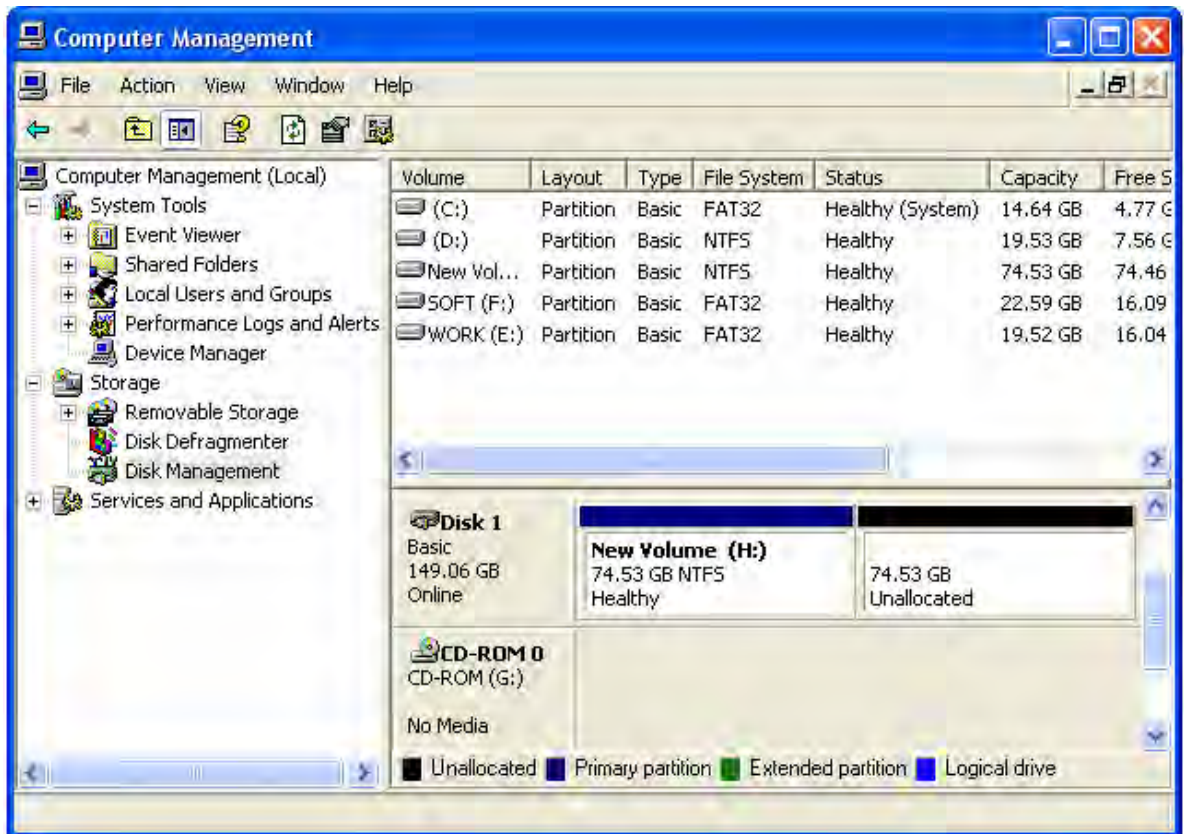 Computer Management
File Action View Window Help
Computer Management (Local)
System Tools
Event Viewer
Shared Folders
Local Users and Groups
Performance Logs and Alerts
Device Manager
Storage
Removable Storage
Disk Defragmenter
Disk Management
Services and Applications
Volume Layout Type File System Status Capacity Free S
(C:) Partition Basic FAT32 Healthy (System) 14.64 GB 4.77 G
(D:) Partition Basic NTFS Healthy 19.53 GB 7.56 G
New Vol... Partition Basic NTFS Healthy 74.53 GB 74.46
SOFT (F:) Partition Basic FAT32 Healthy 22.59 GB 16.09
WORK (E:) Partition Basic FAT32 Healthy 19.52 GB 16.04
Disk 1
Basic
149.06 GB
Online
New Volume (H:)
74.53 GB NTFS
Healthy
74.53 GB
Unallocated
CD-ROM 0
CD-ROM (G:)
No Media
Unallocated Primary partition Extended partition Logical drive